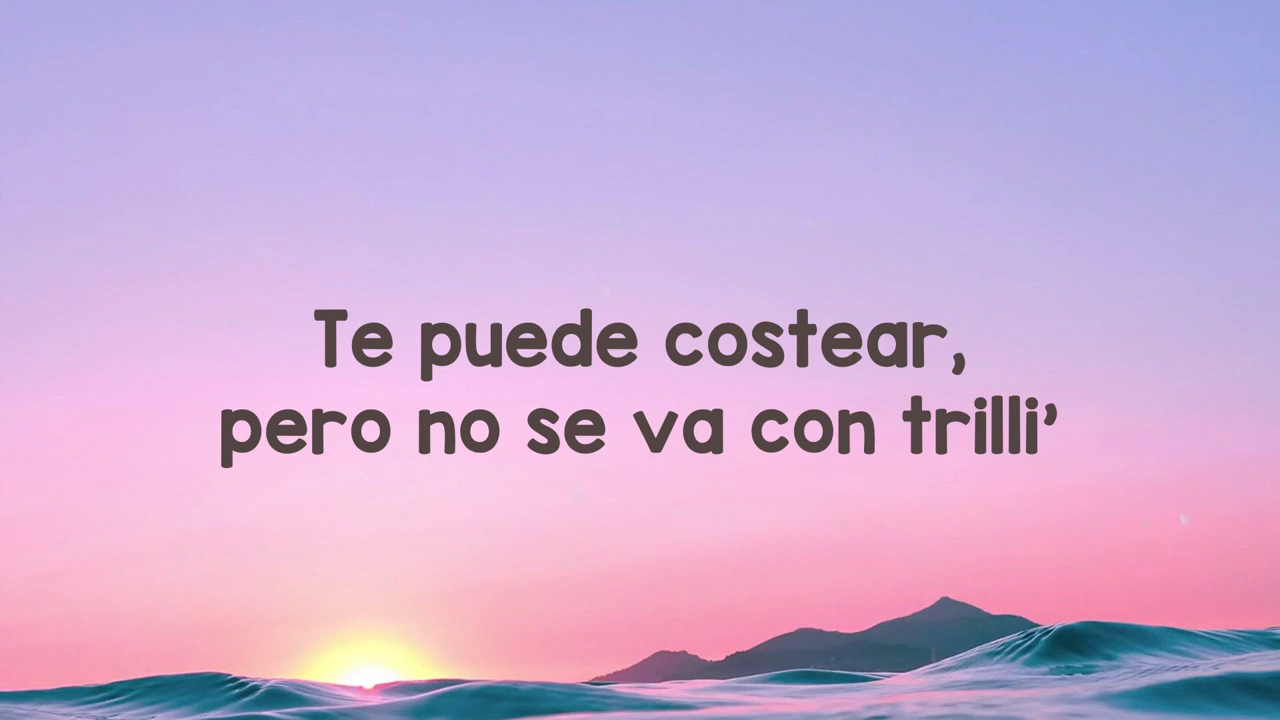 Te puede costear,
pero no se va con trilli’